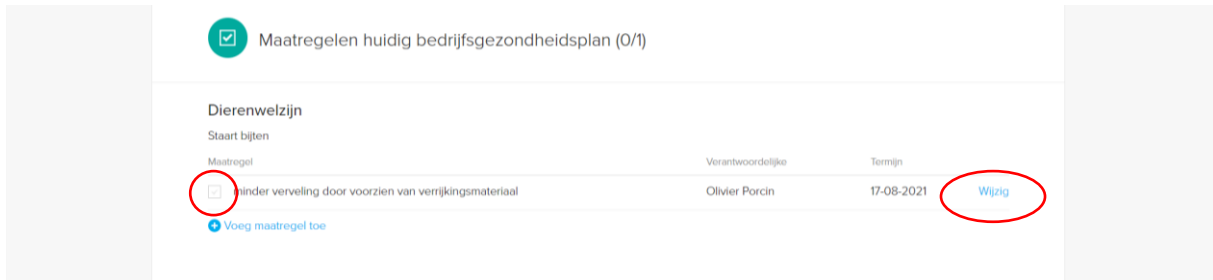 Maatregelen huidig bedrijfsgezondheidsplan (0/1)
Dierenwelzijn
Staart bijten
Maatregel Verantwoordelijke Termijn
minder verveling door voorzien van verrijkingsmateriaal Olivier Porcin 17-08-2021 Wijzig
Voeg maatregel toe